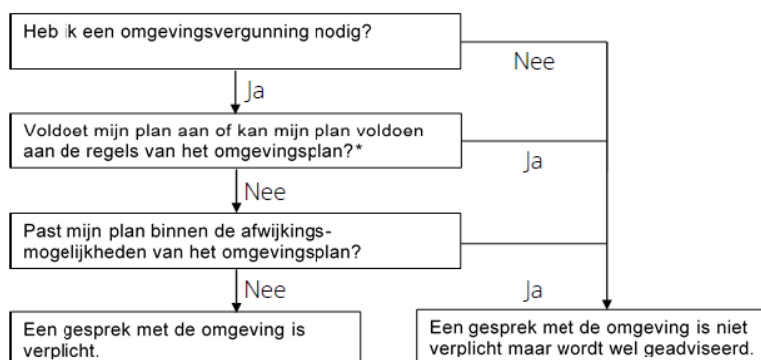 Heb ik een omgevingsvergunning nodig?
Nee
Ja
Voldoet mijn plan aan of kan mijn plan voldoen
aan de regels van het omgevingsplan?*
Ja
Nee
Past mijn plan binnen de afwijkings-
mogelijkheden van het omgevingsplan?
Nee
Ja
Een gesprek met de omgeving is
verplicht.
Een gesprek met de omgeving is niet
verplicht maar wordt wel geadviseerd.